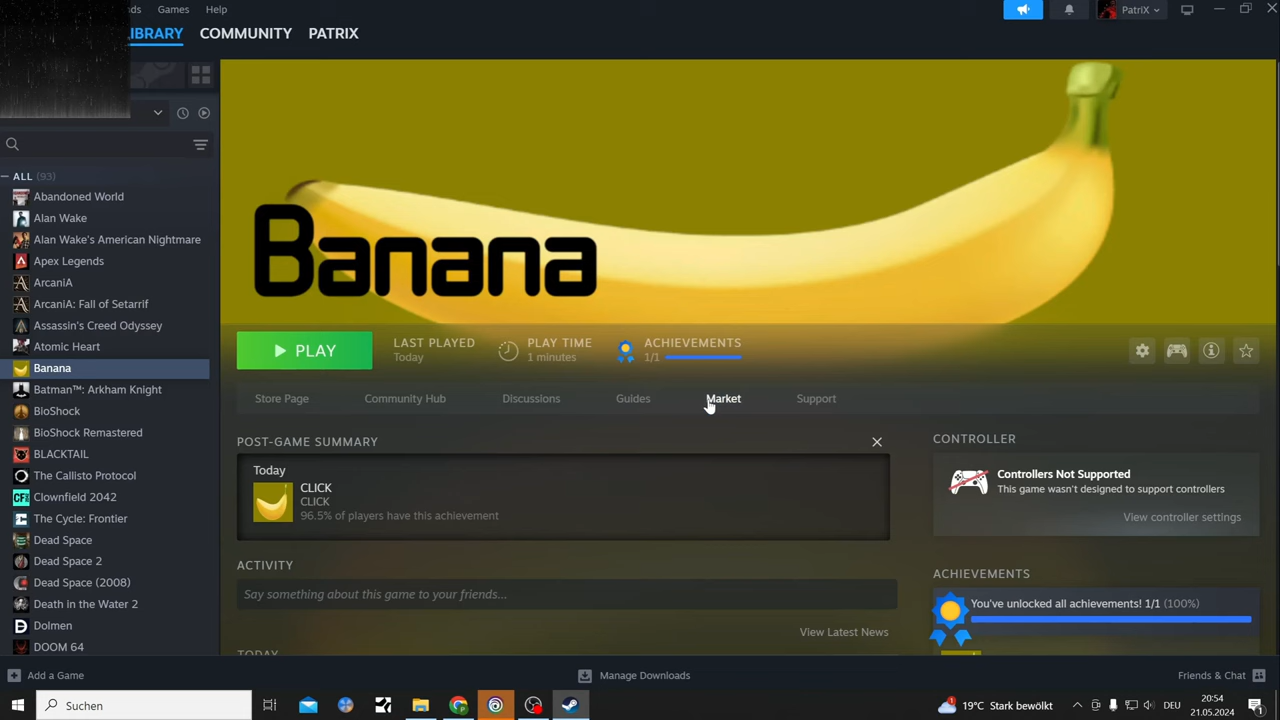 nds Games Help PatriX
IBRARY COMMUNITY PATRIX
ALL (93)
Abandoned World
Alan Wake
Alan Wake's American Nightmare
Apex Legends
ArcaniA
ArcaniA: Fall of Setarrif
Assassin's Creed Odyssey
Atomic Heart
Banana
Batman™: Arkham Knight
BioShock
BioShock Remastered
BLACKTAIL
The Callisto Protocol
Clownfield 2042
The Cycle: Frontier
Dead Space
Dead Space 2
Dead Space (2008)
Death in the Water 2
Dolmen
DOOM 64
Banana
PLAY
LAST PLAYED
Today
PLAY TIME
1 minutes
ACHIEVEMENTS
1/1
Store Page Community Hub Discussions Guides Market Support
POST-GAME SUMMARY
Today
CLICK
CLICK
96.5% of players have this achievement
ACTIVITY
Say something about this game to your friends...
View Latest News
TODAY
CONTROLLER
Controllers Not Supported
This game wasn't designed to support controllers
View controller settings
ACHIEVEMENTS
You've unlocked all achievements! 1/1 (100%)
Add a Game Manage Downloads Friends & Chat
Suchen
19°C Stark bewölkt
DEU
20:54
21.05.2024